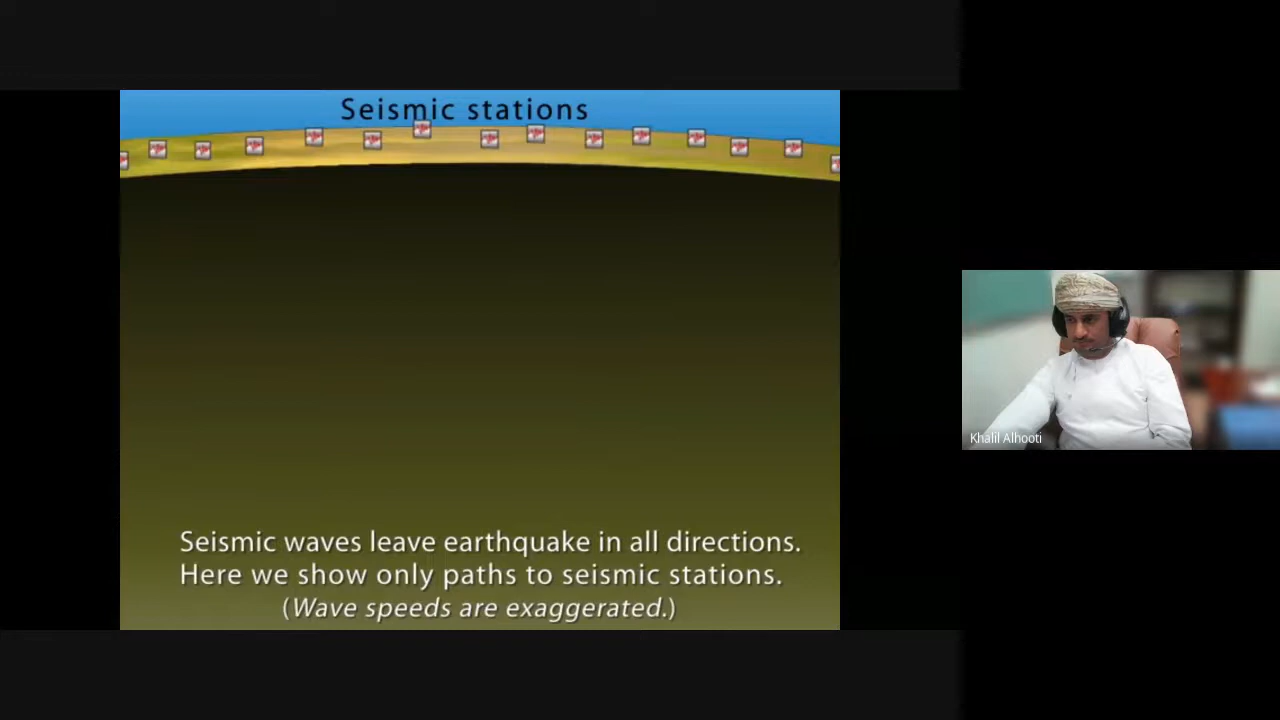 Seismic stations
Seismic waves leave earthquake in all directions.
Here we show only paths to seismic stations.
(Wave speeds are exaggerated.)
Khalil Alhooti